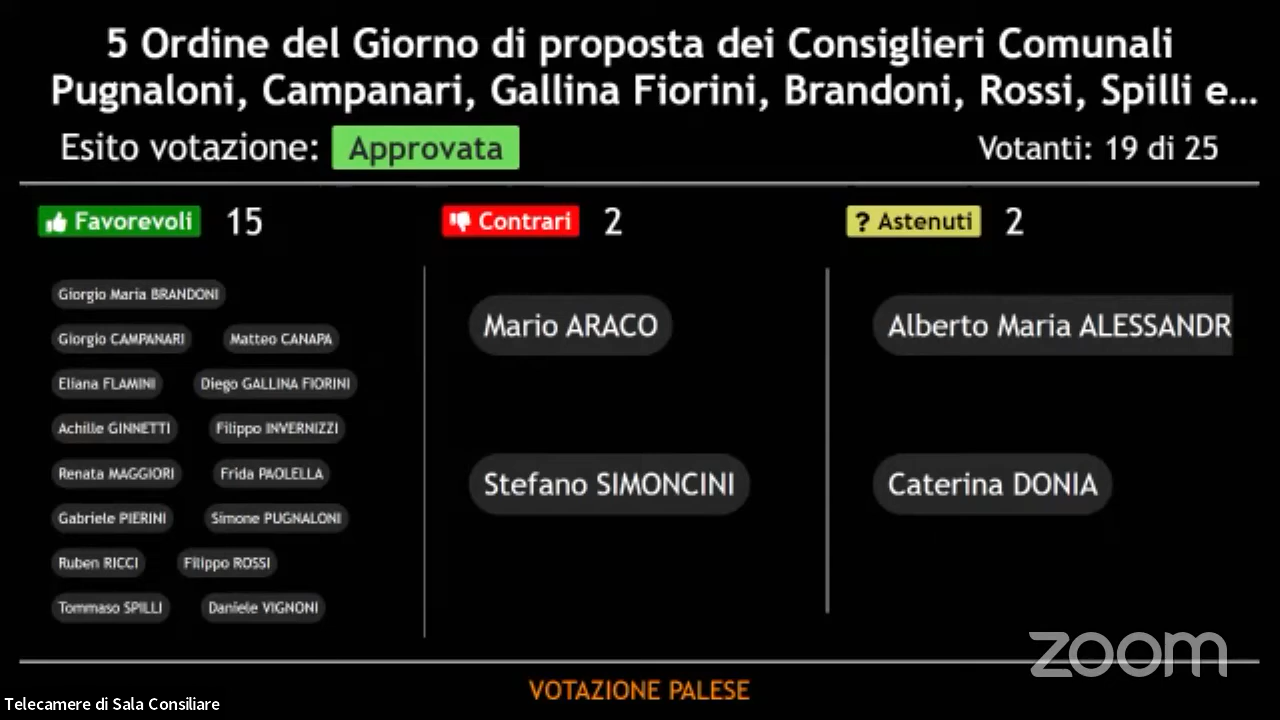 5 Ordine del Giorno di proposta dei Consiglieri Comunali
Pugnaloni, Campanari, Gallina Fiorini, Brandoni, Rossi, Spilli e...
Esito votazione: Approvata
Votanti: 19 di 25
Favorevoli 15
Giorgio Maria BRANDONI
Giorgio CAMPANARI Matteo CANAPA
Eliana FLAMINI Diego GALLINA FIORINI
Achille GINNETTI Filippo INVERNIZZI
Renata MAGGIORI Frida PAOLELLA
Gabriele PIERINI Simone PUGNALONI
Ruben RICCI Filippo ROSSI
Tommaso SPILLI Daniele VIGNONI
Contrari 2
Mario ARACO
Stefano SIMONCINI
? Astenuti 2
Alberto Maria ALESSANDR
Caterina DONIA
zoom
VOTAZIONE PALESE
Telecamere di Sala Consiliare